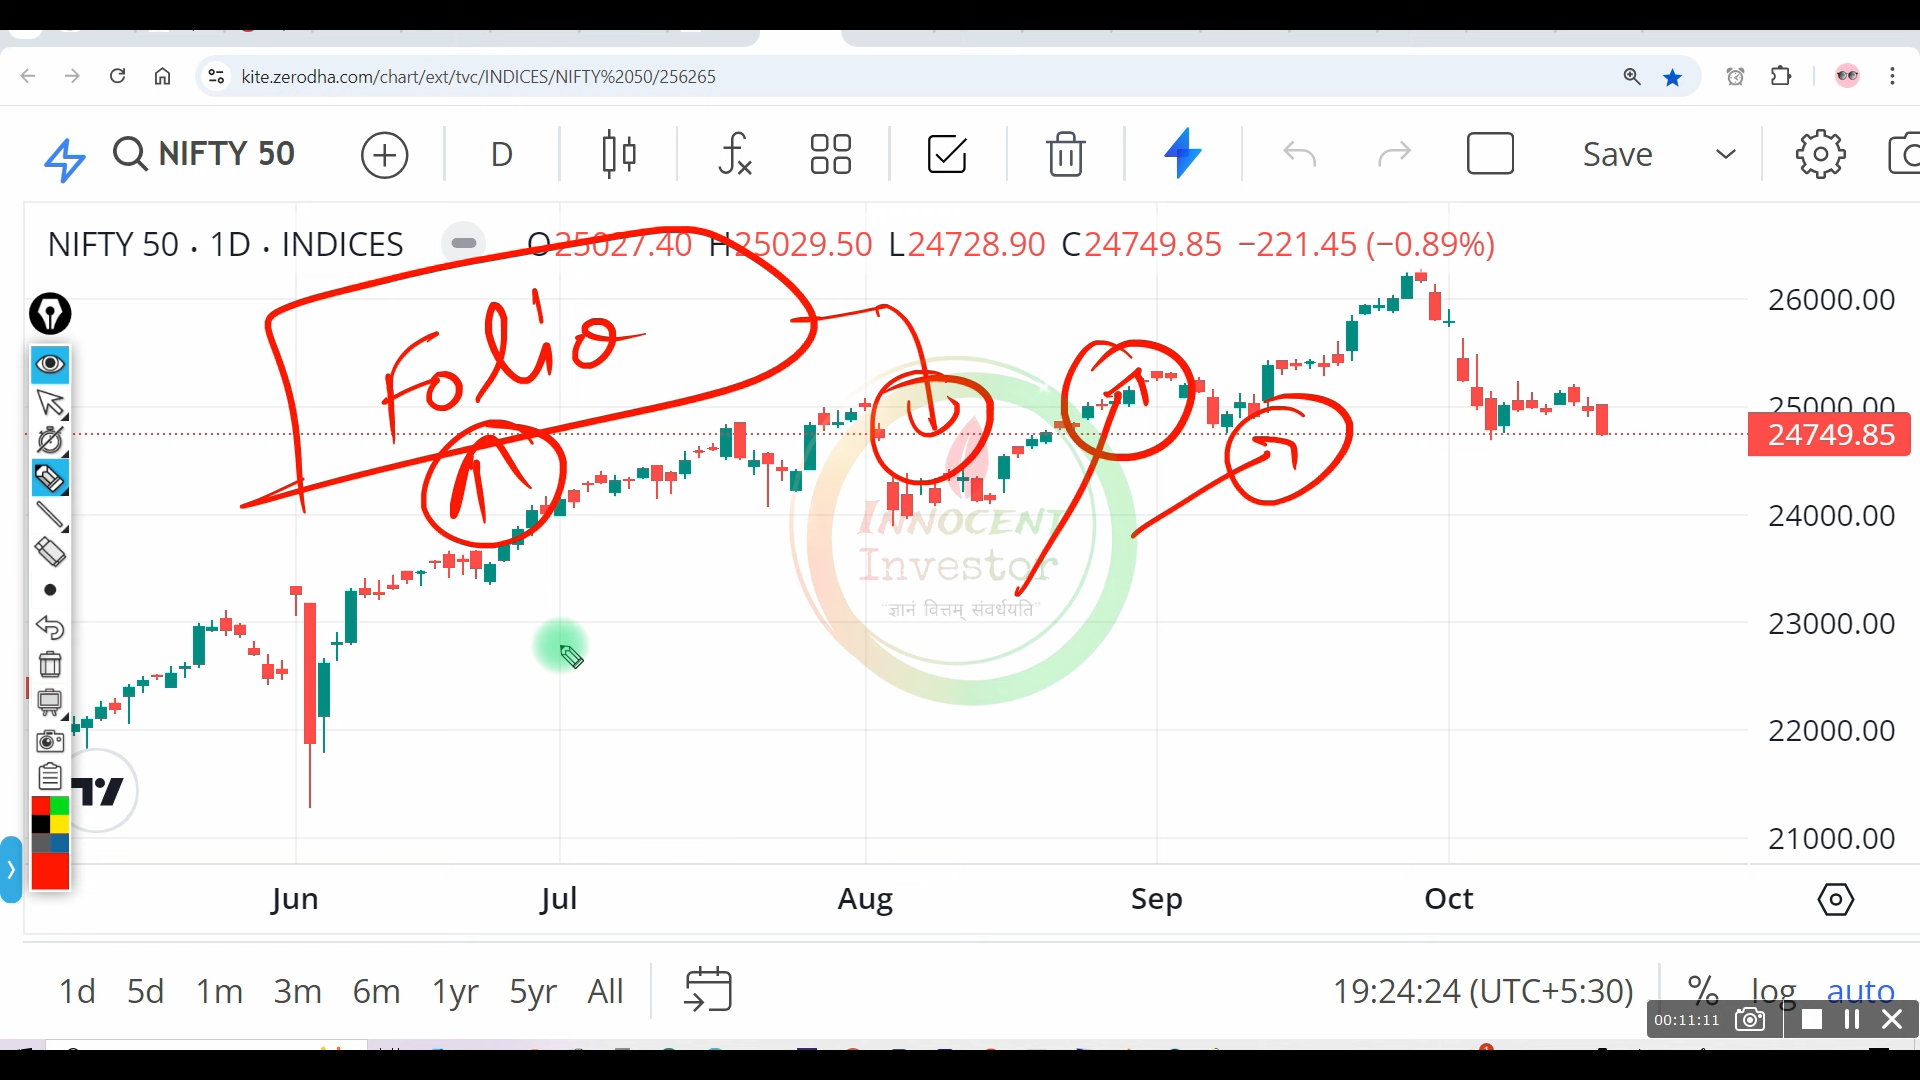 kite.zerodha.com/chart/ext/tvc/INDICES/NIFTY%2050/256265
NIFTY 50
D
fx
Save
NIFTY 50 · 1D · INDICES
O25027.40 H25029.50 L24728.90 C24749.85 −221.45 (−0.89%)
26000.00
Folio
25000.00
24749.85
24000.00
INNOCENT
Investor
"ज्ञानं वित्तम् संवर्धयति"
23000.00
22000.00
21000.00
Jun Jul Aug Sep Oct
1d 5d 1m 3m 6m 1yr 5yr All
19:24:24 (UTC+5:30) % log auto
00:11:11